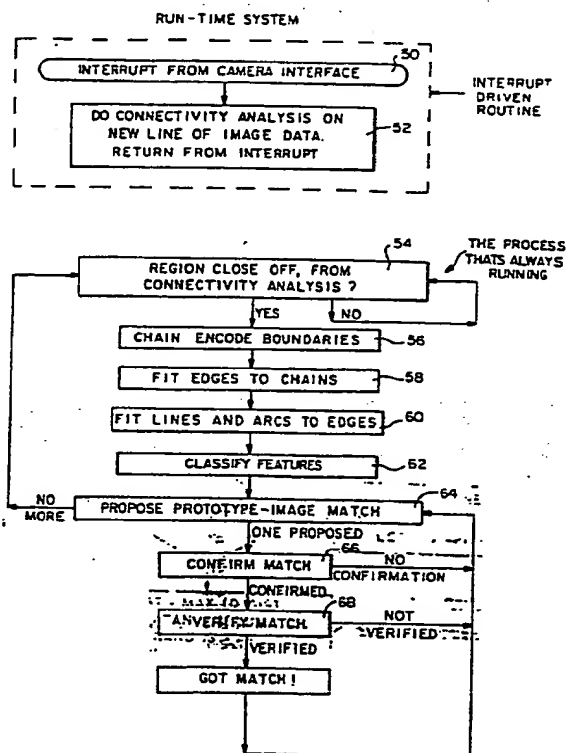 RUN-TIME SYSTEM
50
INTERRUPT FROM CAMERA INTERFACE
INTERRUPT
DRIVEN
ROUTINE
DO CONNECTIVITY ANALYSIS ON
NEW LINE OF IMAGE DATA.
RETURN FROM INTERRUPT
52
54
REGION CLOSE OFF, FROM
CONNECTIVITY ANALYSIS ?
THE PROCESS
THATS ALWAYS
RUNNING
YES
NO
CHAIN ENCODE BOUNDARIES
56
FIT EDGES TO CHAINS
58
FIT LINES AND ARCS TO EDGES
60
CLASSIFY FEATURES
62
64
NO
MORE
PROPOSE PROTOTYPE-IMAGE MATCH
ONE PROPOSED
66
CONFIRM MATCH
NO
CONFIRMATION
CONFIRMED
68
MATCH
NOT
VERIFIED
VERIFIED
GOT MATCH !